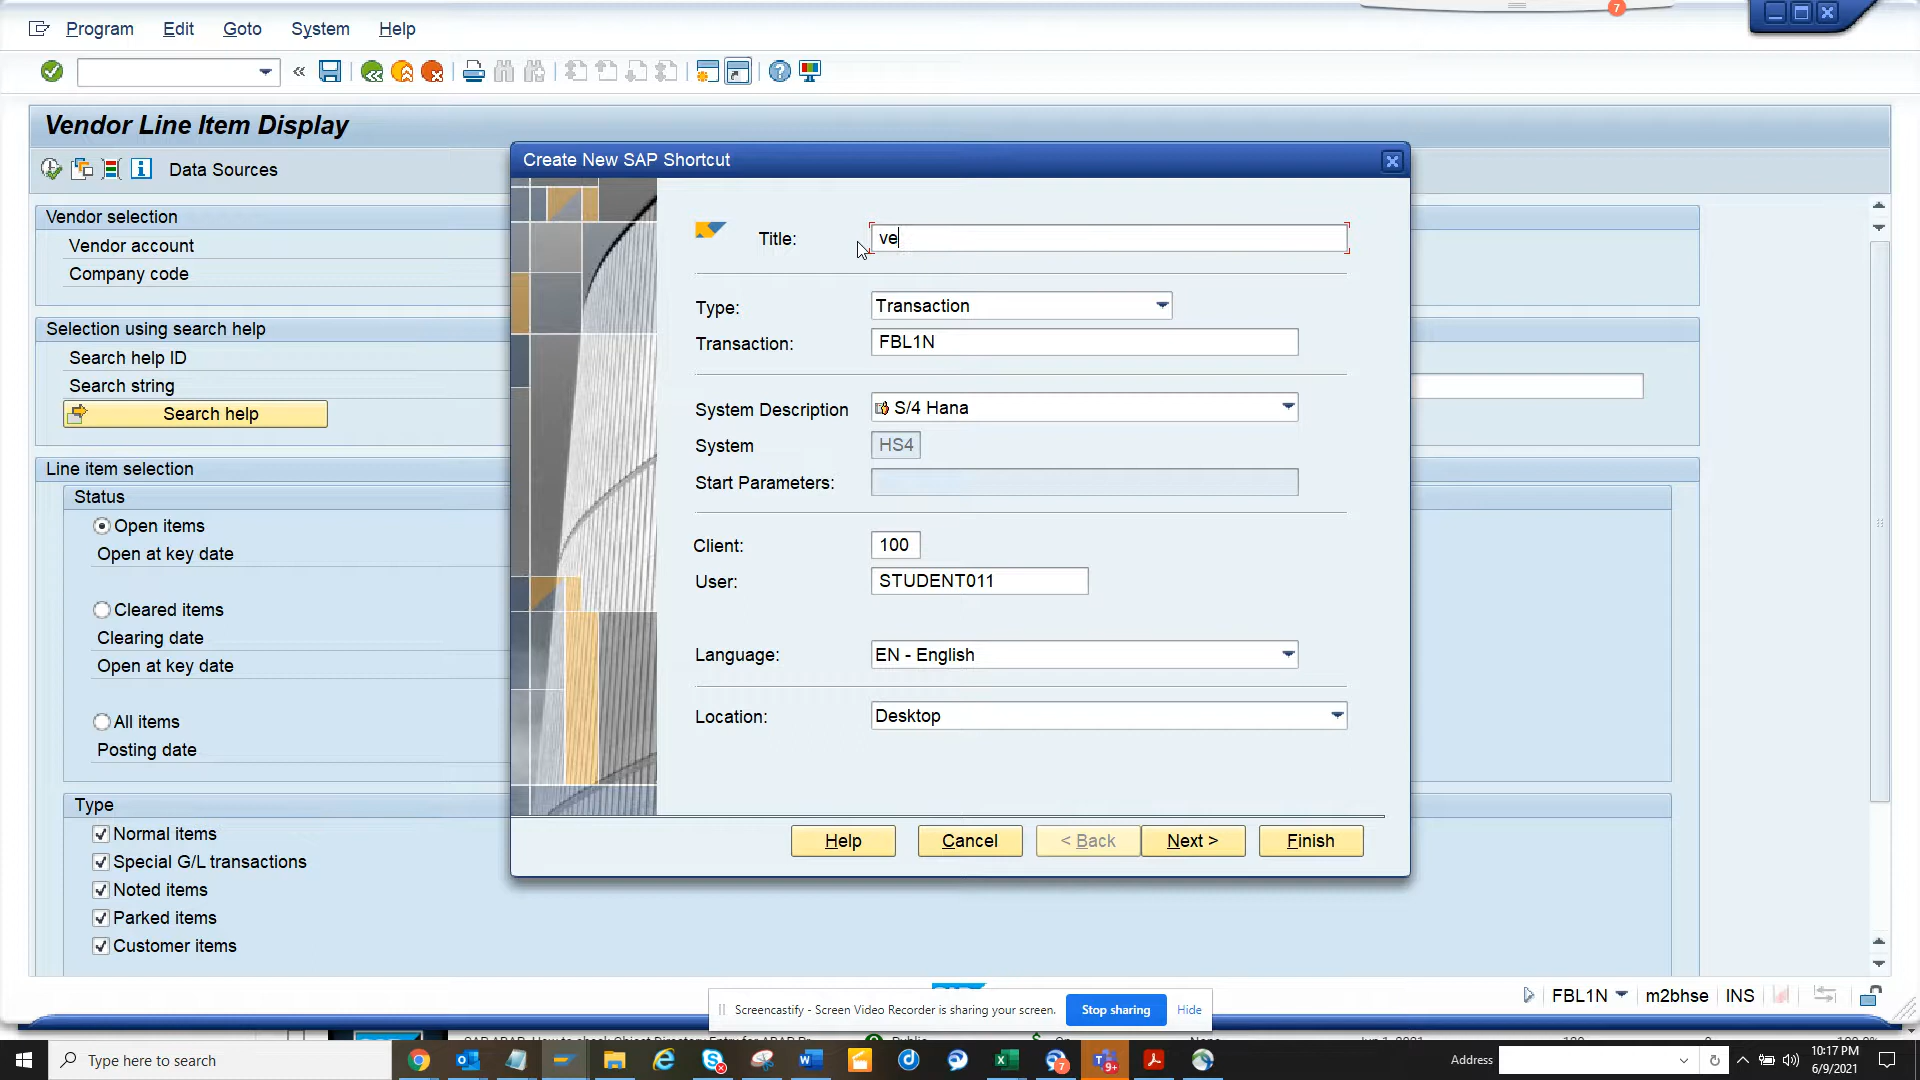 7
Program Edit Goto System Help
Vendor Line Item Display
Data Sources
Vendor selection
Vendor account
Company code
Selection using search help
Search help ID
Search string
Search help
Line item selection
Status
Open items
Open at key date
Cleared items
Clearing date
Open at key date
All items
Posting date
Type
Normal items
Special G/L transactions
Noted items
Parked items
Customer items
Create New SAP Shortcut
Title: ve
Type: Transaction
Transaction: FBL1N
System Description S/4 Hana
System HS4
Start Parameters:
Client: 100
User: STUDENT011
Language: EN - English
Location: Desktop
Help Cancel < Back Next > Finish
Screencastify - Screen Video Recorder is sharing your screen. Stop sharing Hide
FBL1N m2bhse INS
Type here to search
7
9+
Address
10:17 PM
6/9/2021